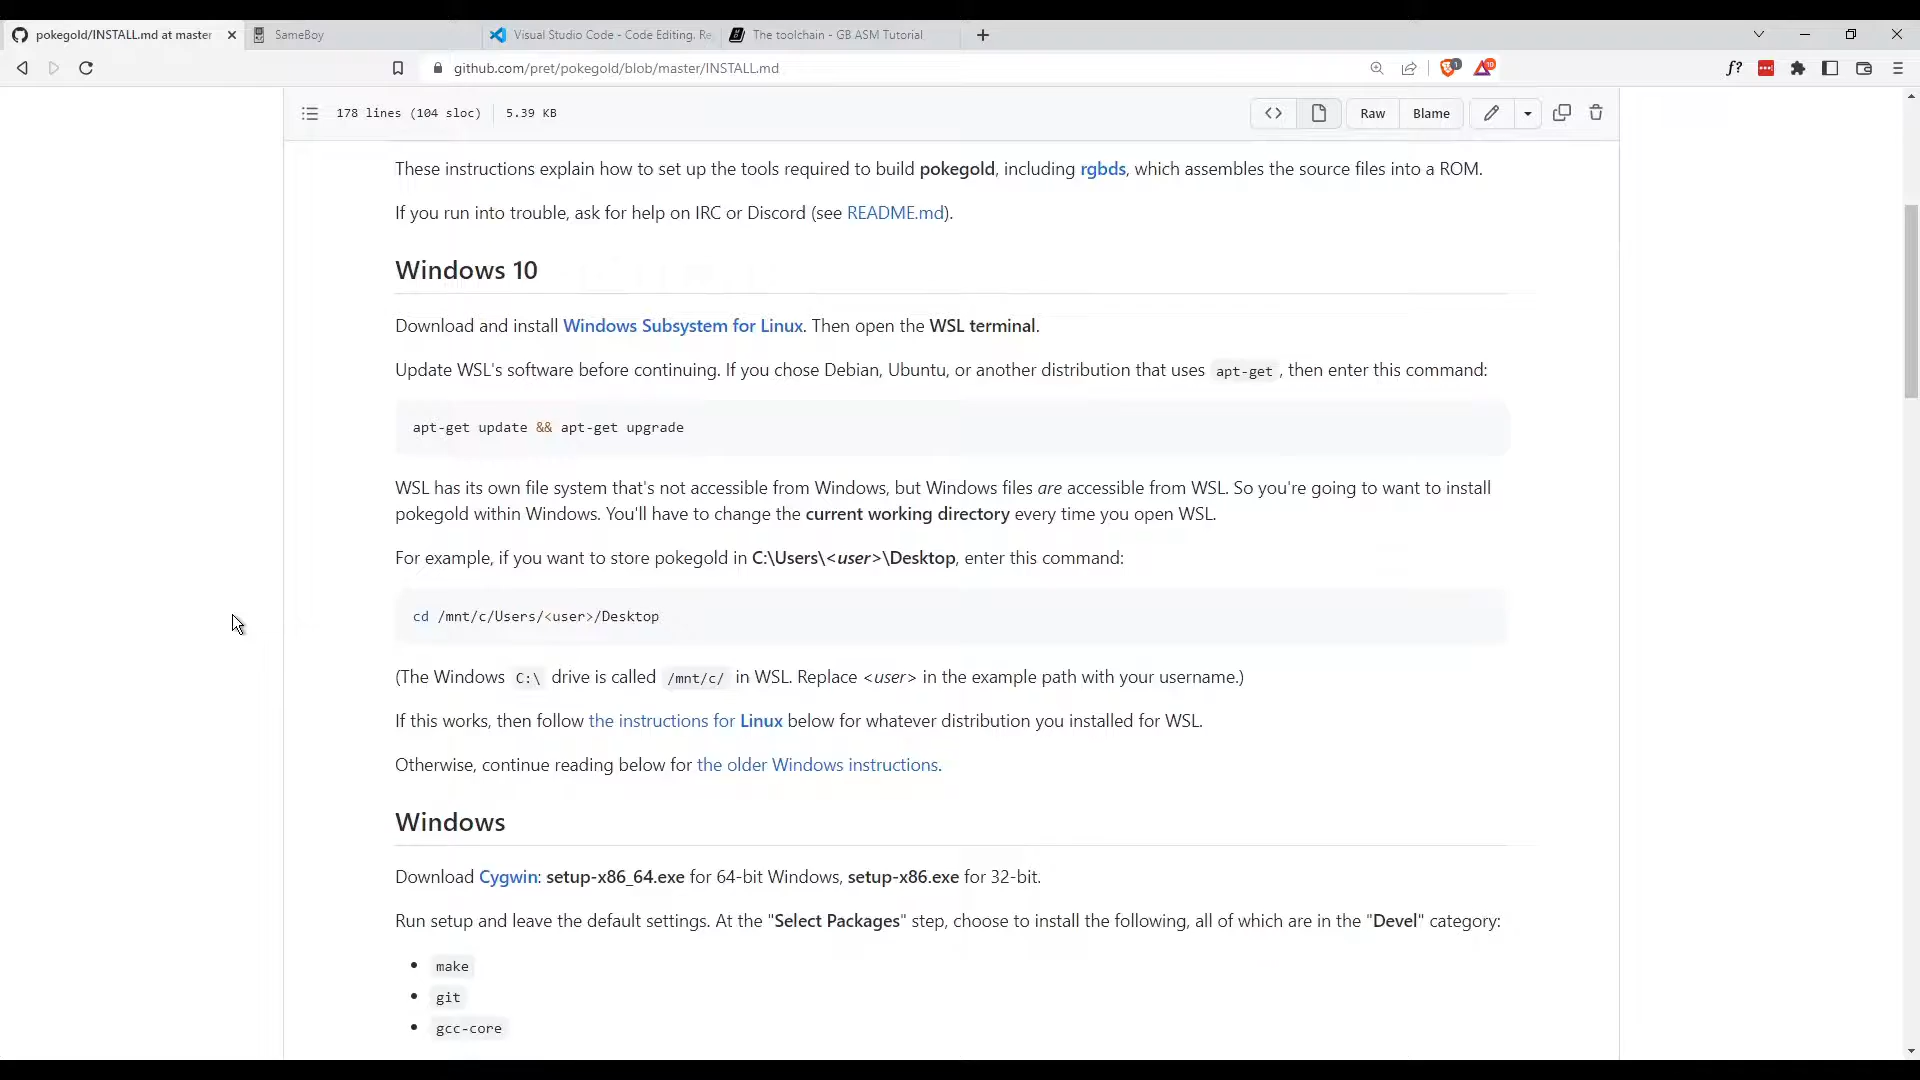 pokegold/INSTALL.md at master
SameBoy
Visual Studio Code - Code Editing. Re
The toolchain - GB ASM Tutorial
github.com/pret/pokegold/blob/master/INSTALL.md
178 lines (104 sloc) 5.39 KB
Raw
Blame
These instructions explain how to set up the tools required to build pokegold, including rgbds, which assembles the source files into a ROM.
If you run into trouble, ask for help on IRC or Discord (see README.md).
Windows 10
Download and install Windows Subsystem for Linux. Then open the WSL terminal.
Update WSL's software before continuing. If you chose Debian, Ubuntu, or another distribution that uses apt-get, then enter this command:
apt-get update && apt-get upgrade
WSL has its own file system that's not accessible from Windows, but Windows files are accessible from WSL. So you're going to want to install
pokegold within Windows. You'll have to change the current working directory every time you open WSL.
For example, if you want to store pokegold in C:\Users\<user>\Desktop, enter this command:
cd /mnt/c/Users/<user>/Desktop
(The Windows C:\ drive is called /mnt/c/ in WSL. Replace <user> in the example path with your username.)
If this works, then follow the instructions for Linux below for whatever distribution you installed for WSL.
Otherwise, continue reading below for the older Windows instructions.
Windows
Download Cygwin: setup-x86_64.exe for 64-bit Windows, setup-x86.exe for 32-bit.
Run setup and leave the default settings. At the "Select Packages" step, choose to install the following, all of which are in the "Devel" category:
make
git
gcc-core